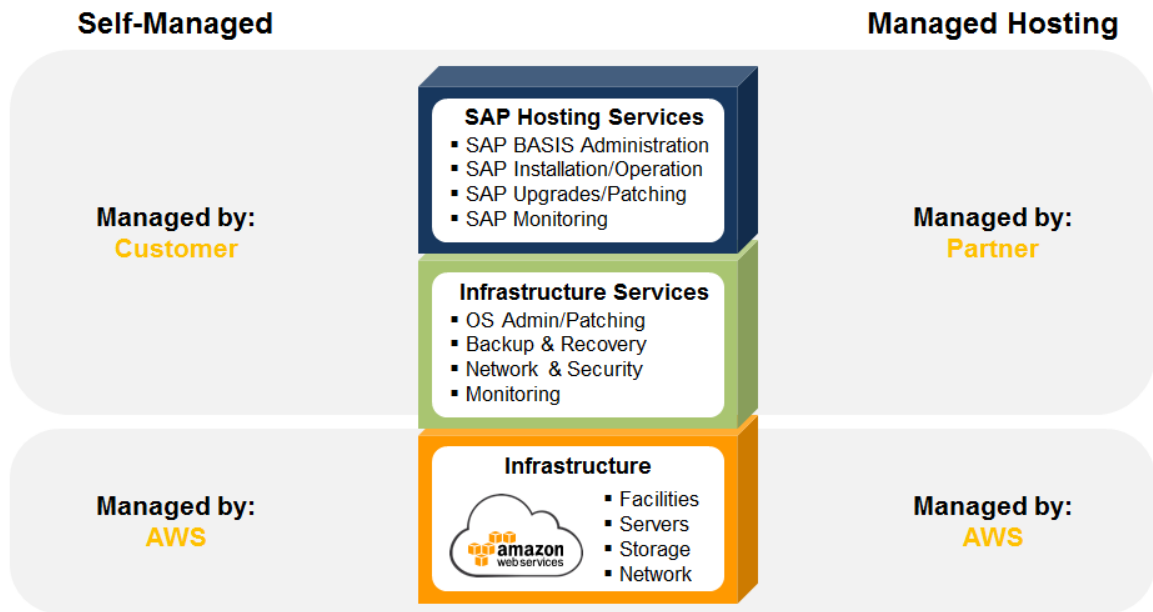 Self-Managed
Managed Hosting
SAP Hosting Services
▪ SAP BASIS Administration
▪ SAP Installation/Operation
▪ SAP Upgrades/Patching
▪ SAP Monitoring
Managed by:
Customer
Managed by:
Partner
Infrastructure Services
▪ OS Admin/Patching
▪ Backup & Recovery
▪ Network & Security
▪ Monitoring
Infrastructure
▪ Facilities
▪ Servers
▪ Storage
▪ Network
amazon
webservices
Managed by:
AWS
Managed by:
AWS